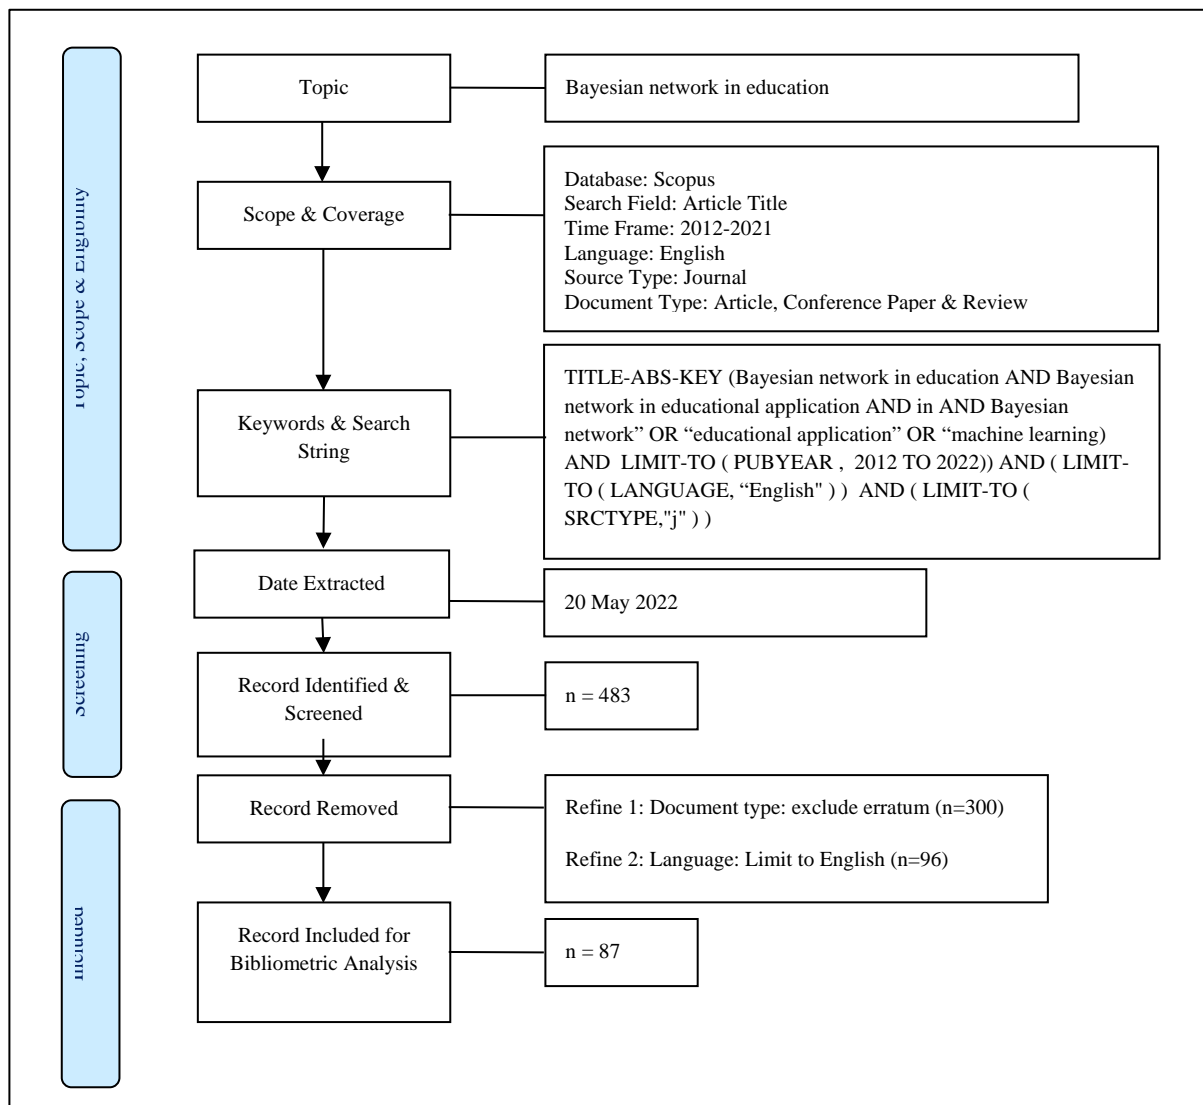 Topic
Bayesian network in education
Scope & Coverage
Database: Scopus
Search Field: Article Title
Time Frame: 2012-2021
Language: English
Source Type: Journal
Document Type: Article, Conference Paper & Review
Topic, Scope &
Keywords & Search
String
TITLE-ABS-KEY (Bayesian network in education AND Bayesian
network in educational application AND in AND Bayesian
network” OR “educational application” OR “machine learning)
AND  LIMIT-TO ( PUBYEAR , 2012 TO 2022)) AND ( LIMIT-
TO ( LANGUAGE, “English" ) )  AND ( LIMIT-TO (
SRCTYPE,"j" ) )
Date Extracted
20 May 2022
Screening
Record Identified &
Screened
n = 483
Record Removed
Refine 1: Document type: exclude erratum (n=300)
Refine 2: Language: Limit to English (n=96)
Included
Record Included for
Bibliometric Analysis
n = 87